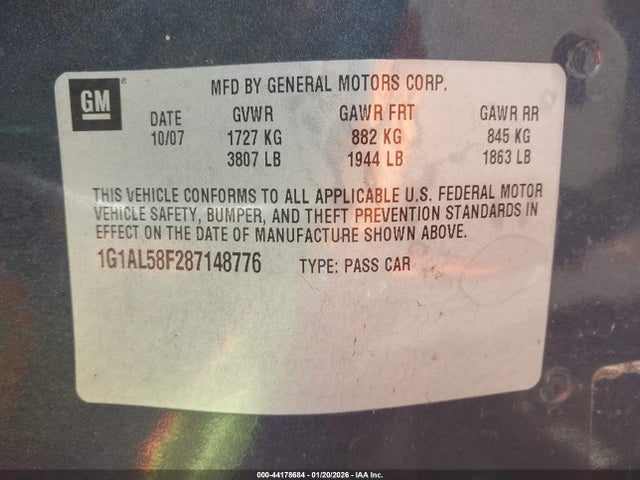 GM
MFD BY GENERAL MOTORS CORP.
DATE GVWR GAWR FRT GAWR RR
10/07 1727 KG 882 KG 845 KG
3807 LB 1944 LB 1863 LB
THIS VEHICLE CONFORMS TO ALL APPLICABLE U.S. FEDERAL MOTOR
VEHICLE SAFETY, BUMPER, AND THEFT PREVENTION STANDARDS IN
EFFECT ON THE DATE OF MANUFACTURE SHOWN ABOVE.
1G1AL58F287148776 TYPE: PASS CAR
000-44178684 | 01/20/2026 | IAA Inc.